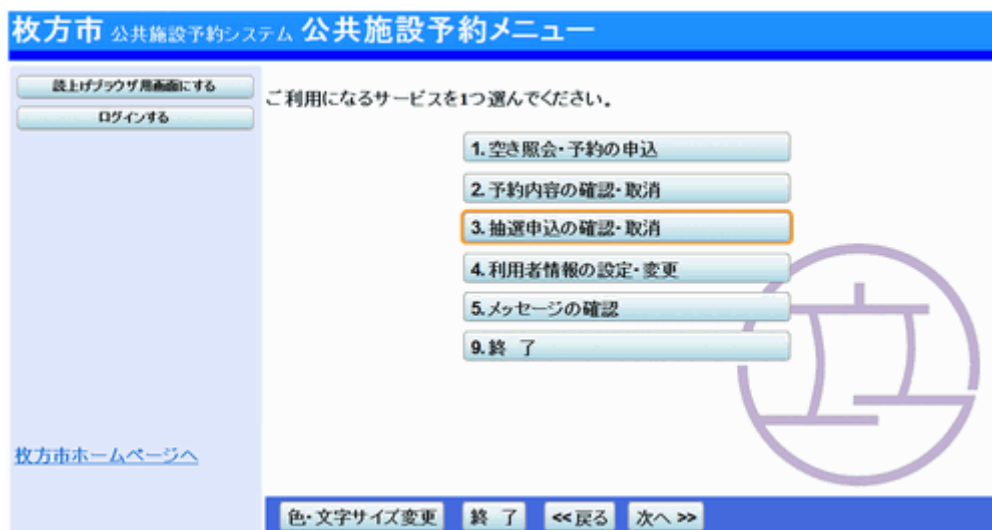 枚方市 公共施設予約システム 公共施設予約メニュー
読上げブラウザ用画面にする
ログインする
ご利用になるサービスを1つ選んでください。
1.空き照会・予約の申込
2.予約内容の確認・取消
3.抽選申込の確認・取消
4.利用者情報の設定・変更
5.メッセージの確認
9.終 了
枚方市ホームページへ
色・文字サイズ変更 終 了 <<戻る 次へ >>